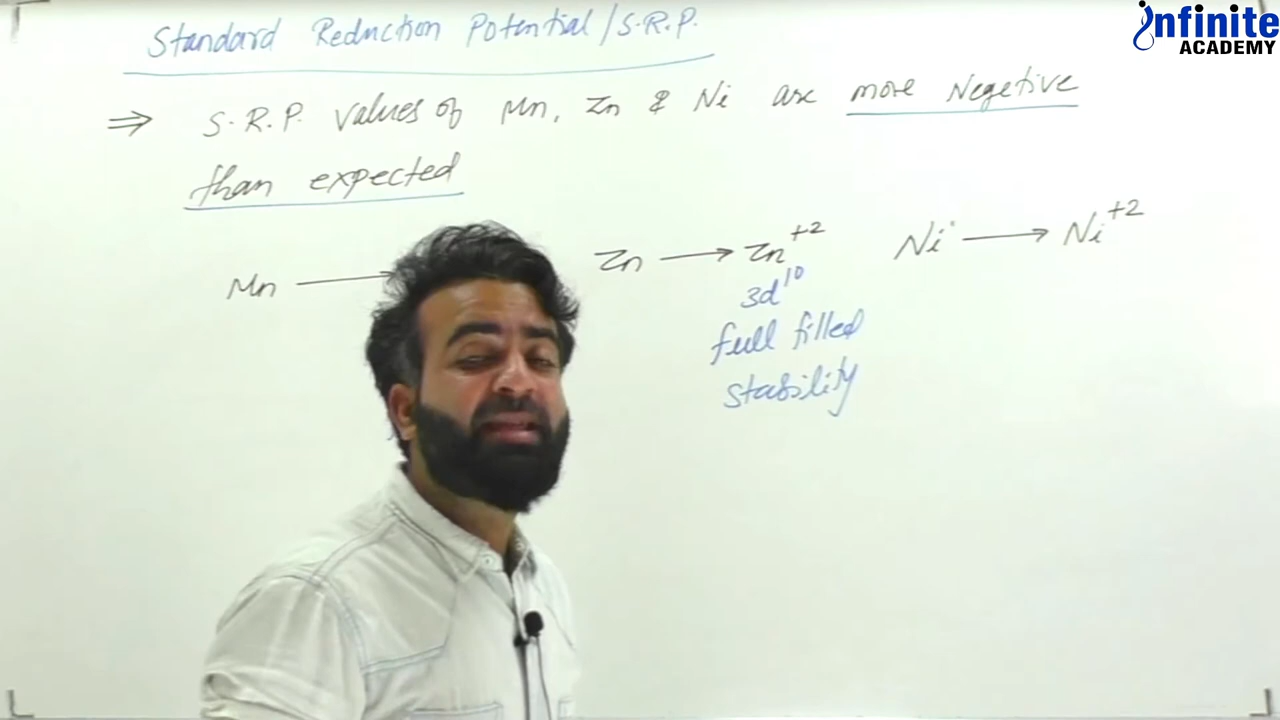 infinite
ACADEMY
Standard Reduction Potential/S.R.P.
⇒ S.R.P. values of Mn, Zn & Ni are more Negetive
than expected
Mn ⟶ Zn ⟶ Zn⁺² Ni ⟶ Ni⁺²
3d¹⁰
full filled
stability